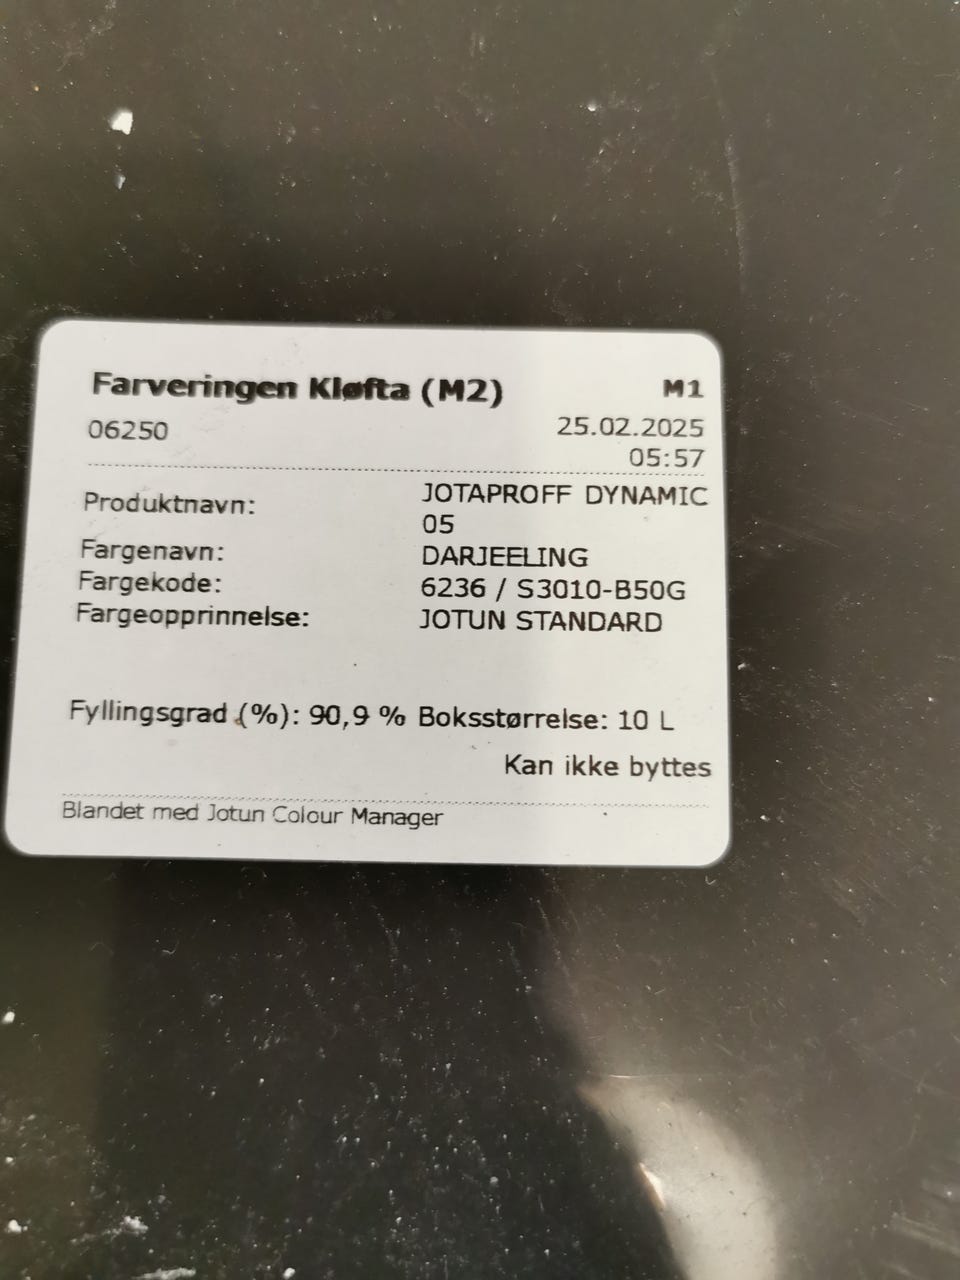 Farveringen Kløfta (M2) M1
06250 25.02.2025
05:57
Produktnavn: JOTAPROFF DYNAMIC
05
Fargenavn: DARJEELING
Fargekode: 6236 / S3010-B50G
Fargeopprinnelse: JOTUN STANDARD
Fyllingsgrad (%): 90,9 % Boksstørrelse: 10 L
Kan ikke byttes
Blandet med Jotun Colour Manager